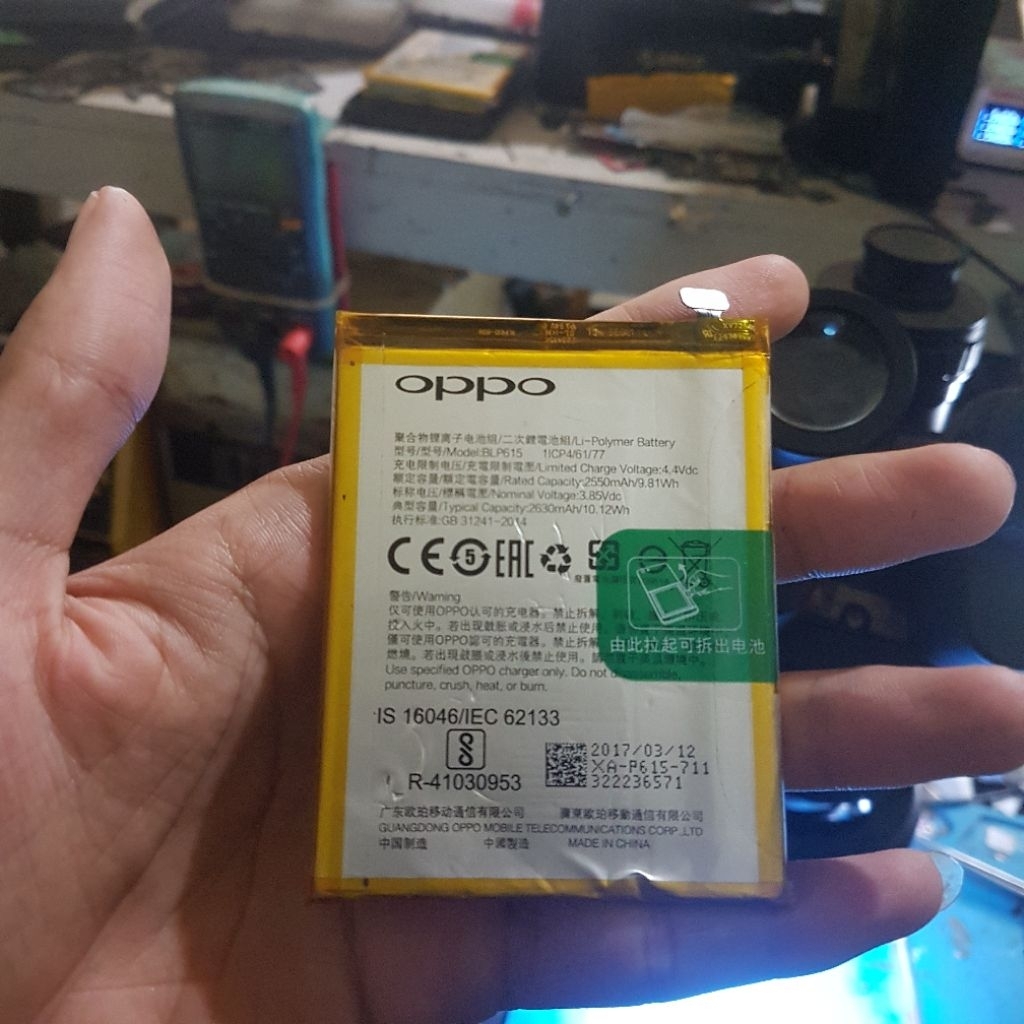 oppo
聚合物锂离子电池组/二次鋰電池組/Li-Polymer Battery
型号/型号/Model:BLP615 1ICP4/61/77
充电限制电压/充電限制電壓/Limited Charge Voltage:4.4Vdc
额定容量/額定電容量/Rated Capacity:2550mAh/9.81Wh
标称电压/標稱電壓/Nominal Voltage:3.85Vdc
典型容量/Typical Capacity:2630mAh/10.12Wh
执行标准:GB 31241-2014
CE 5 EAC
警告/Warning
仅可使用OPPO认可的充电器。禁止拆解
投入火中。若出现鼓胀或浸水后禁止使用。
僅可使用OPPO認可的充電器。禁止拆解
燃燒。若出現鼓脹或浸水後禁止使用。
由此拉起可拆出电池
Use specified OPPO charger only. Do not disassemble,
puncture, crush, heat, or burn.
IS 16046/IEC 62133
R-41030953
2017/03/12
XA-P615-711
322236571
广东欧珀移动通信有限公司 廣東歐珀移動通信有限公司
GUANGDONG OPPO MOBILE TELECOMMUNICATIONS CORP.,LTD
中国制造 中國製造 MADE IN CHINA